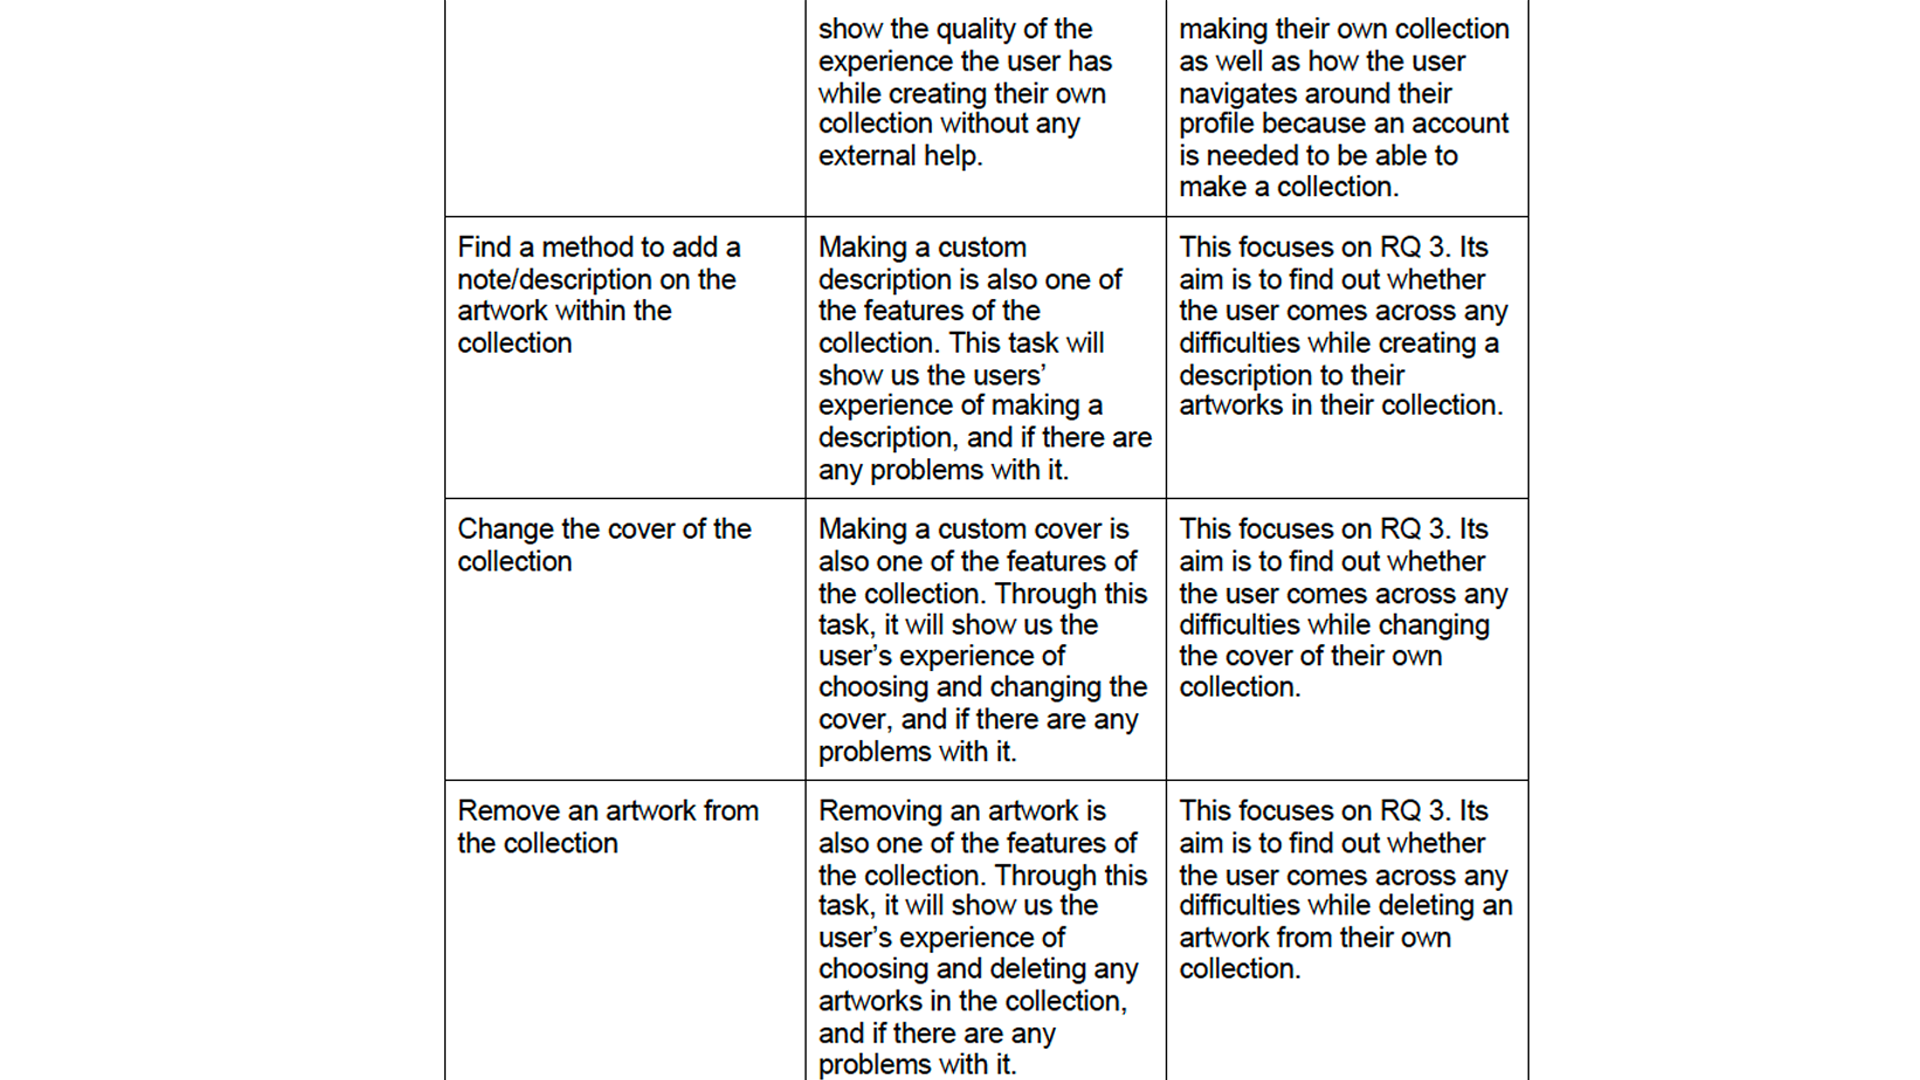 show the quality of the
experience the user has
while creating their own
collection without any
external help.
making their own collection
as well as how the user
navigates around their
profile because an account
is needed to be able to
make a collection.
Find a method to add a
note/description on the
artwork within the
collection
Making a custom
description is also one of
the features of the
collection. This task will
show us the users’
experience of making a
description, and if there are
any problems with it.
This focuses on RQ 3. Its
aim is to find out whether
the user comes across any
difficulties while creating a
description to their
artworks in their collection.
Change the cover of the
collection
Making a custom cover is
also one of the features of
the collection. Through this
task, it will show us the
user’s experience of
choosing and changing the
cover, and if there are any
problems with it.
This focuses on RQ 3. Its
aim is to find out whether
the user comes across any
difficulties while changing
the cover of their own
collection.
Remove an artwork from
the collection
Removing an artwork is
also one of the features of
the collection. Through this
task, it will show us the
user’s experience of
choosing and deleting any
artworks in the collection,
and if there are any
problems with it.
This focuses on RQ 3. Its
aim is to find out whether
the user comes across any
difficulties while deleting an
artwork from their own
collection.